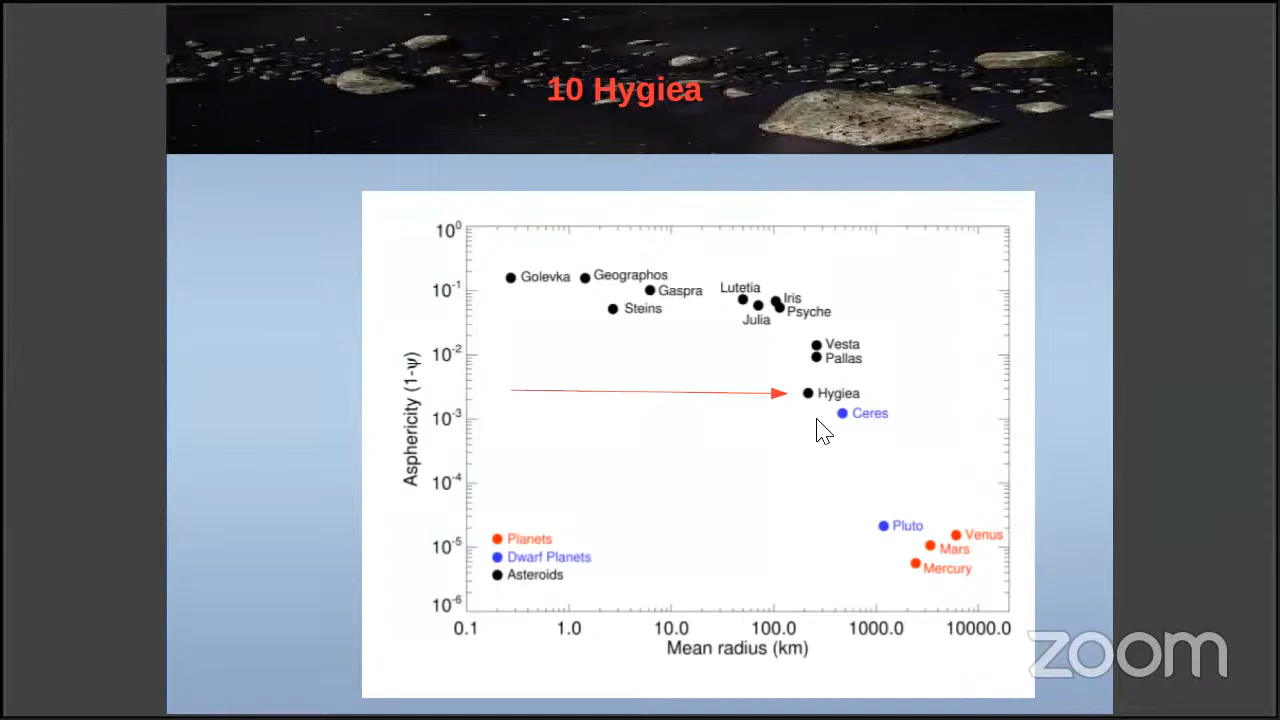 10 Hygiea
10⁰
Golevka
Geographos
10⁻¹
Gaspra
Lutetia
Iris
Steins
Julia
Psyche
10⁻²
Vesta
Pallas
Asphericity (1-ψ)
Hygiea
10⁻³
Ceres
10⁻⁴
Pluto
Venus
10⁻⁵
Planets
Mars
Dwarf Planets
Mercury
Asteroids
10⁻⁶
0.1 1.0 10.0 100.0 1000.0 10000.0
Mean radius (km)
zoom